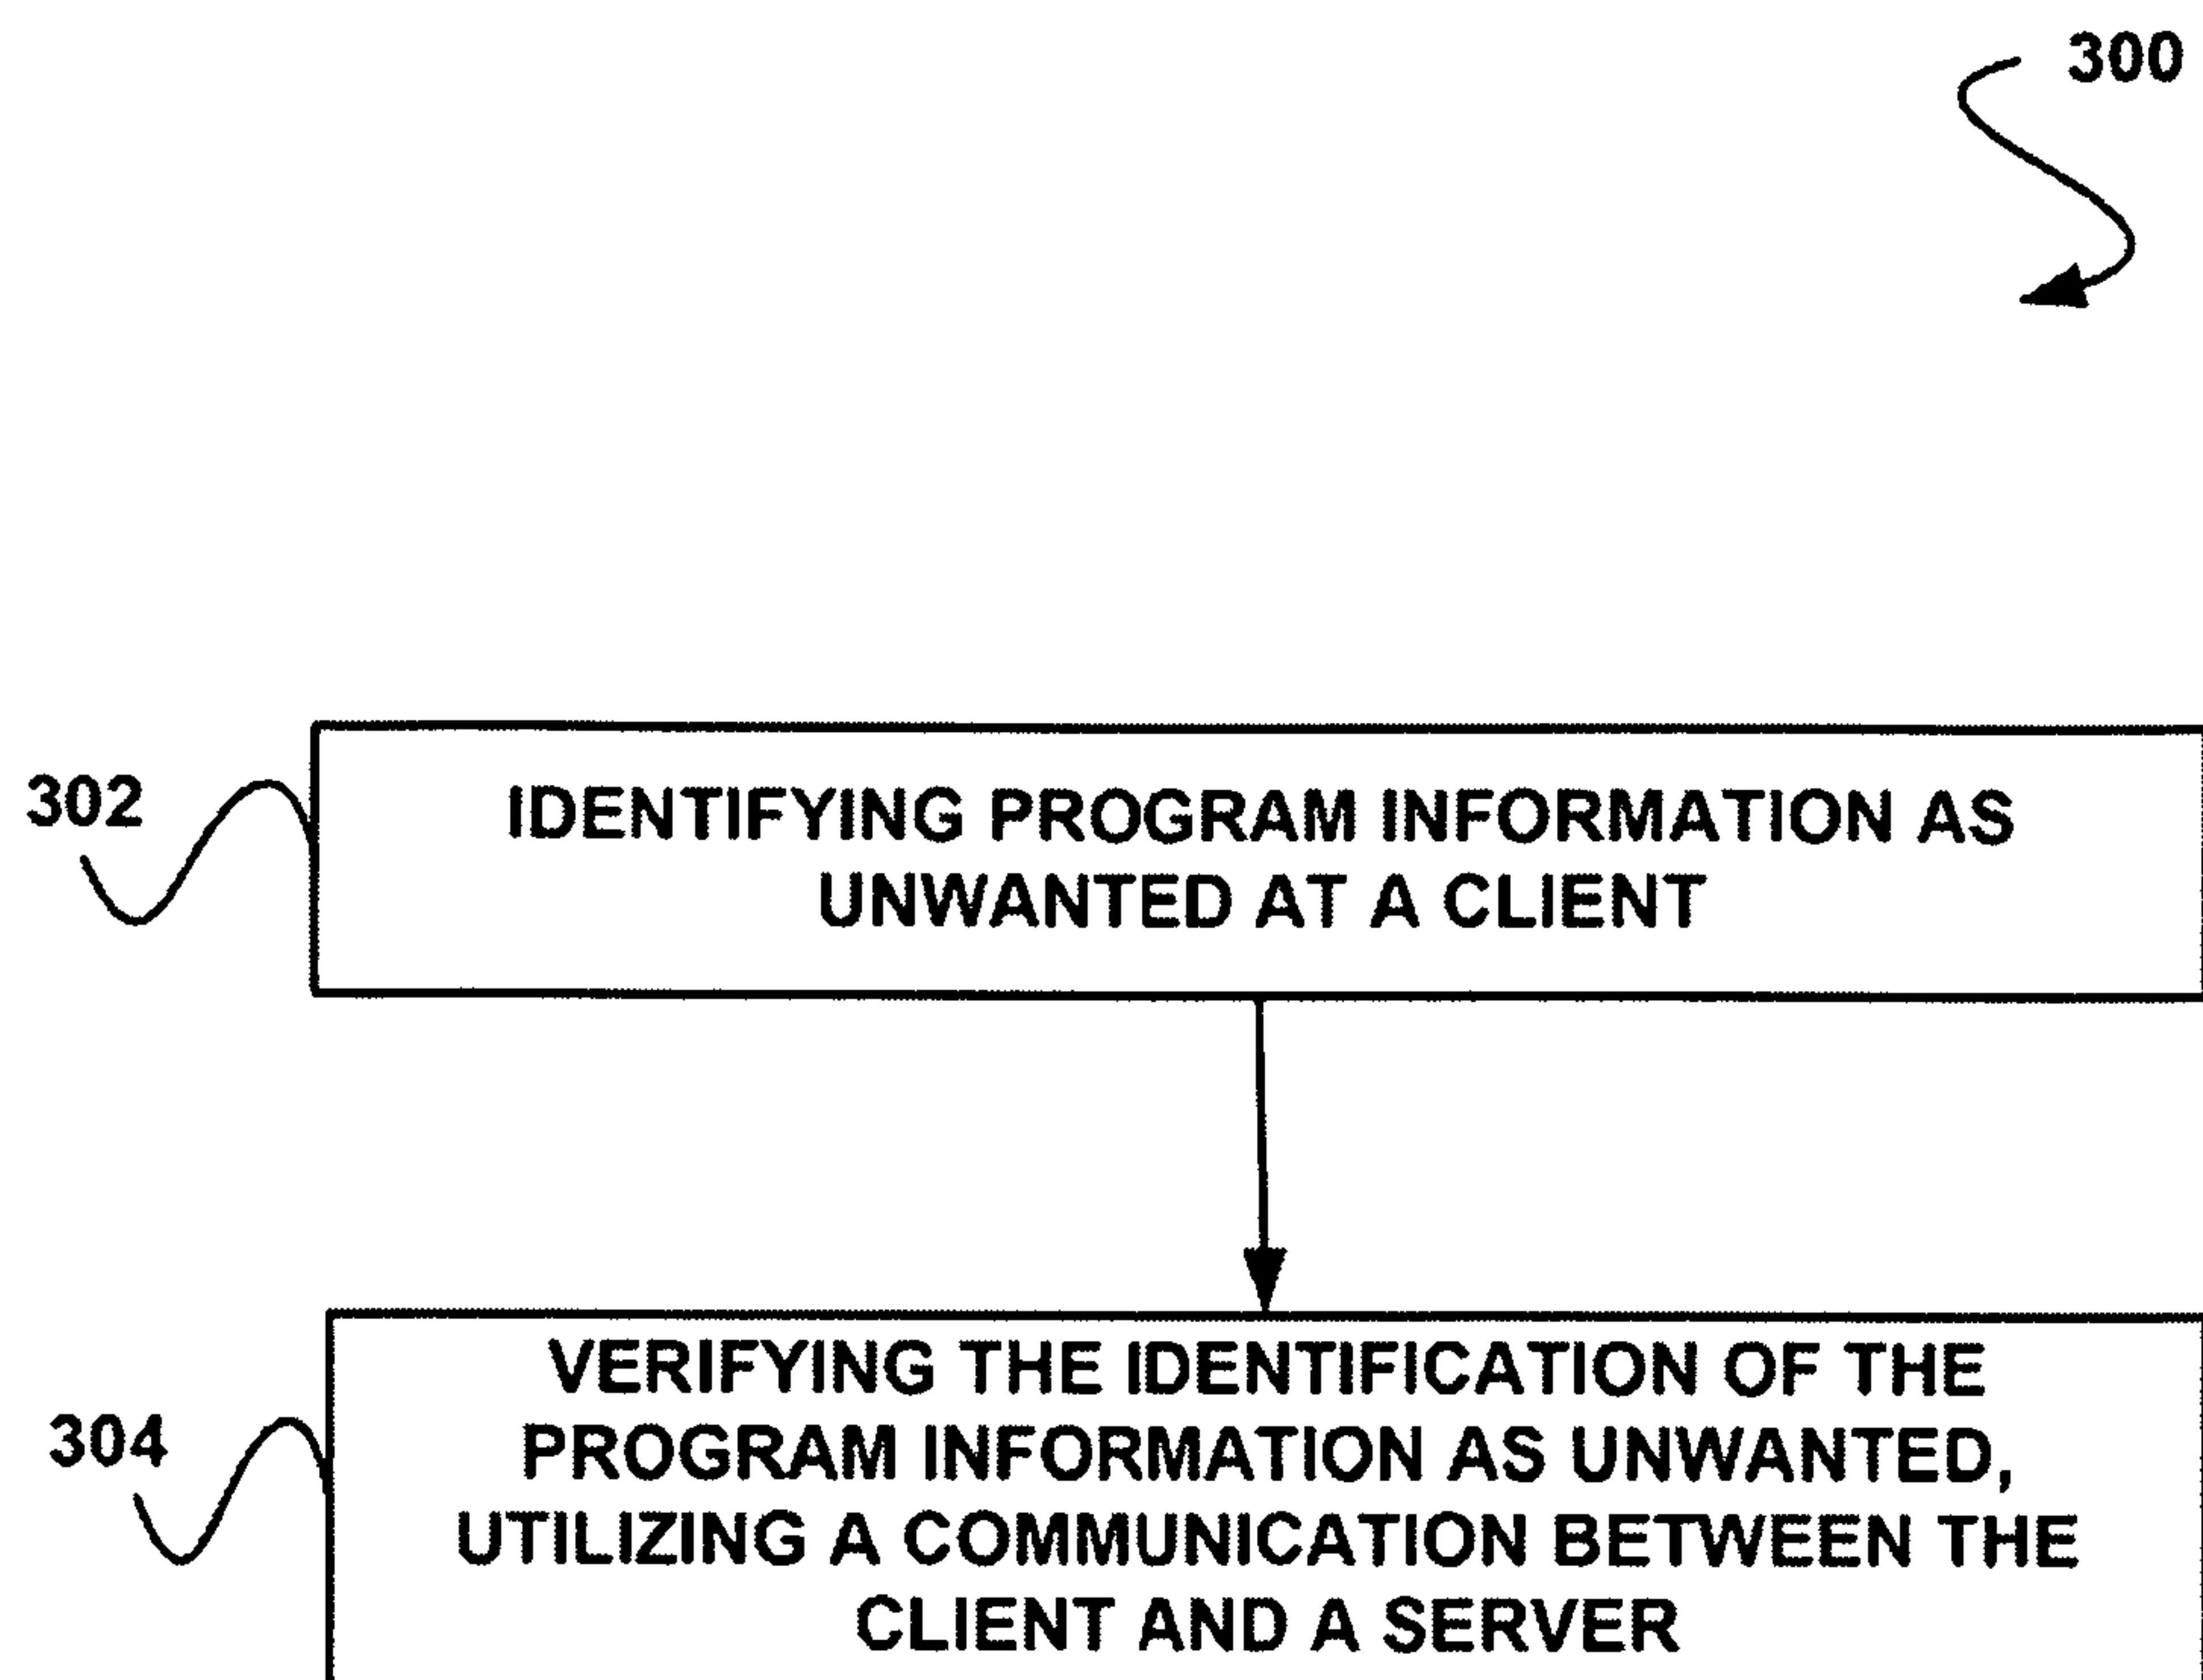 300
302
IDENTIFYING PROGRAM INFORMATION AS
UNWANTED AT A CLIENT
304
VERIFYING THE IDENTIFICATION OF THE
PROGRAM INFORMATION AS UNWANTED,
UTILIZING A COMMUNICATION BETWEEN THE
CLIENT AND A SERVER